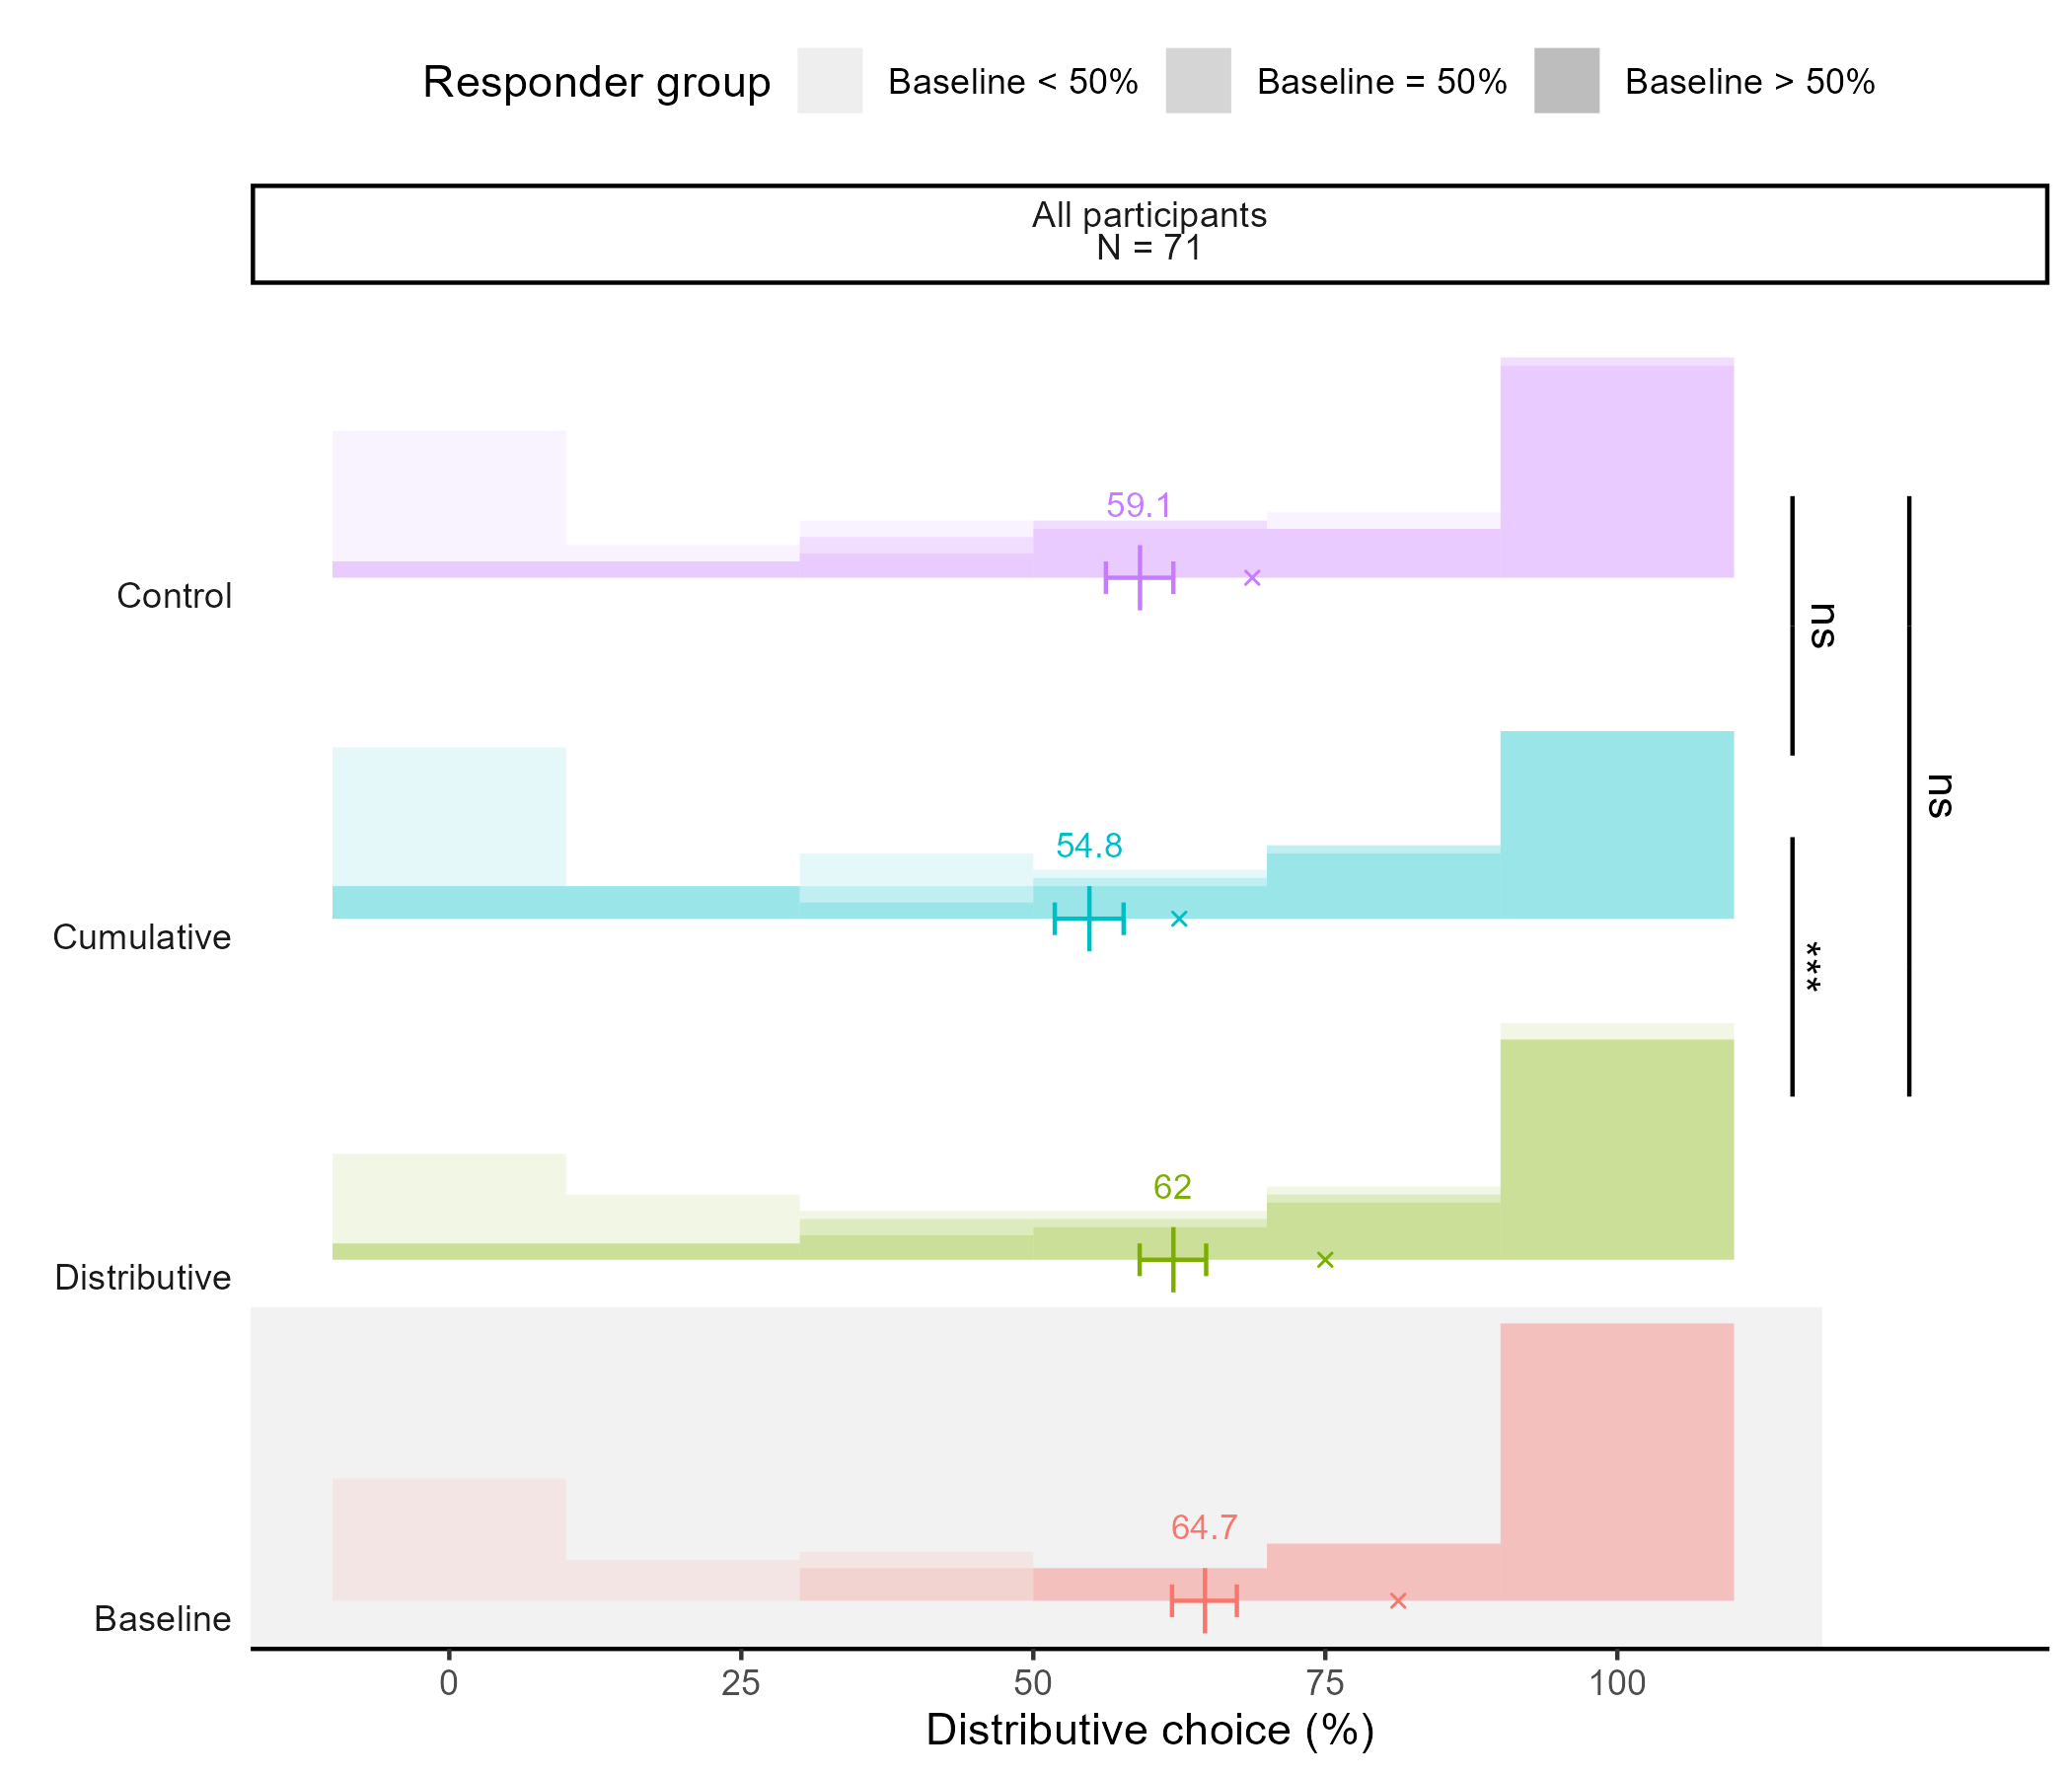 Responder group Baseline < 50% Baseline = 50% Baseline > 50%
All participants
N = 71
59.1
Control
ns
ns
54.8
Cumulative
***
62
Distributive
64.7
Baseline
0 25 50 75 100
Distributive choice (%)